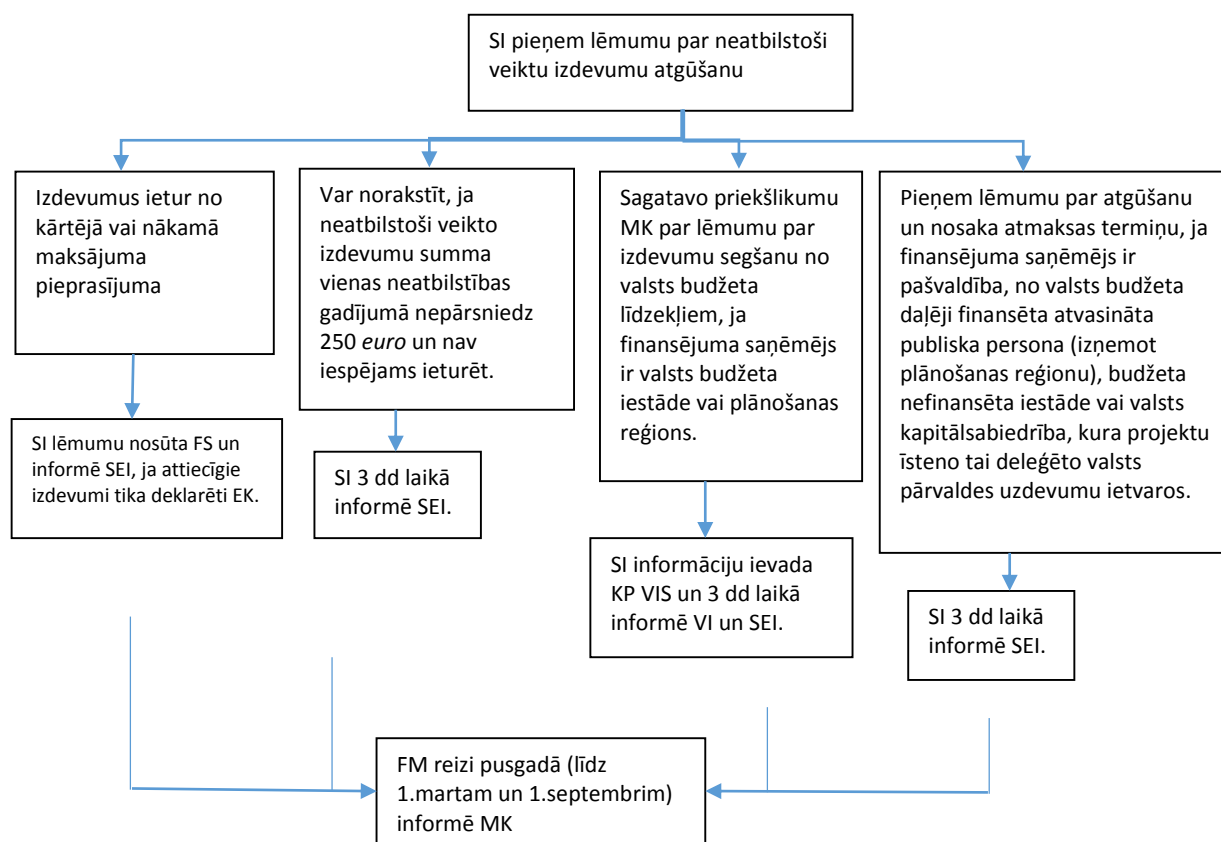 SI pieņem lēmumu par neatbilstoši
veiktu izdevumu atgūšanu
Izdevumus ietur no
kārtējā vai nākamā
maksājuma
pieprasījuma
SI lēmumu nosūta FS un
informē SEI, ja attiecīgie
izdevumi tika deklarēti EK.
Var norakstīt, ja
neatbilstoši veikto
izdevumu summa
vienas neatbilstības
gadījumā nepārsniedz
250 euro un nav
iespējams ieturēt.
SI 3 dd laikā
informē SEI.
Sagatavo priekšlikumu
MK par lēmumu par
izdevumu segšanu no
valsts budžeta
līdzekļiem, ja
finansējuma saņēmējs
ir valsts budžeta
iestāde vai plānošanas
reģions.
SI informāciju ievada
KP VIS un 3 dd laikā
informē VI un SEI.
Pieņem lēmumu par atgūšanu
un nosaka atmaksas termiņu, ja
finansējuma saņēmējs ir
pašvaldība, no valsts budžeta
daļēji finansēta atvasināta
publiska persona (izņemot
plānošanas reģionu), budžeta
nefinansēta iestāde vai valsts
kapitālsabiedrība, kura projektu
īsteno tai deleģēto valsts
pārvaldes uzdevumu ietvaros.
SI 3 dd laikā
informē SEI.
FM reizi pusgadā (līdz
1.martam un 1.septembrim)
informē MK